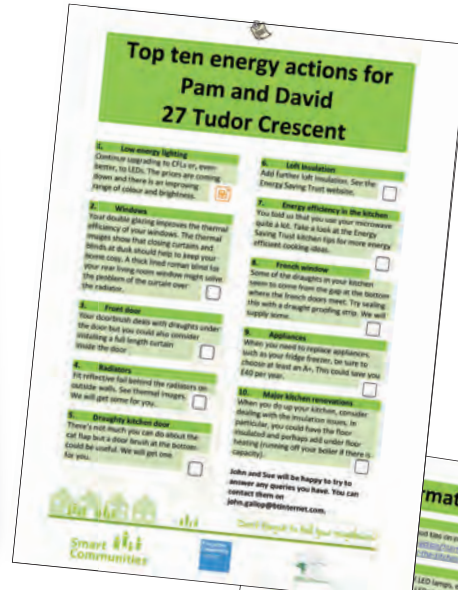 Top ten energy actions for
Pam and David
27 Tudor Crescent
1. Low energy lighting
Continue upgrading to CFLs or, even
better, to LEDs. The prices are coming
down and there is an improving
range of colour and brightness.
2. Windows
Your double glazing improves the thermal
efficiency of your windows. The thermal
images show that closing curtains and
blinds at dusk should help to keep your
home cosy. A thick lined roman blind for
your rear living room window might solve
the problem of the curtain over
the radiator.
3. Front door
Your doorbrush deals with draughts under
the door but you could also consider
installing a full length curtain
inside the door.
4. Radiators
Fit reflective foil behind the radiators on
outside walls. See thermal images.
We will get some for you.
5. Draughty kitchen door
There's not much you can do about the
cat flap but a door brush at the bottom
could be useful. We will get one
for you.
6. Loft insulation
Add further loft insulation. See the
Energy Saving Trust website.
7. Energy efficiency in the kitchen
You told us that you use your microwave
quite a lot. Take a look at the Energy
Saving Trust kitchen tips for more energy
efficient cooking ideas.
8. French window
Some of the draughts in your kitchen
seem to come from the gap at the bottom
where the french doors meet. Try sealing
this with a draught proofing strip. We will
supply some.
9. Appliances
When you need to replace appliances
such as your fridge freezer, be sure to
choose at least an A+. This could save you
£40 per year.
10. Major kitchen renovations
When you do up your kitchen, consider
dealing with the insulation issues. In
particular, you could have the floor
insulated and perhaps add under floor
heating (running off your boiler if there is
capacity).
John and Sue will be happy to try to
answer any queries you have. You can
contact them on
john.gallop@btinternet.com.
Don't forget to tell your neighbours
Smart
Communities
LED lamps,